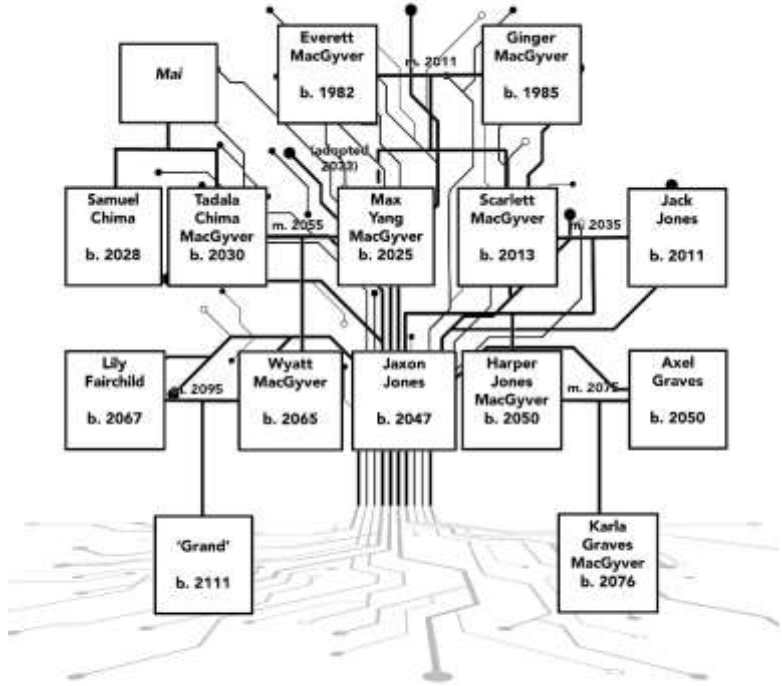 Everett
MacGyver
b. 1982
m. 2011
Ginger
MacGyver
b. 1985
Mai
(adopted
2033)
Samuel
Chima
b. 2028
Tadala
Chima
MacGyver
b. 2030
m. 2055
Max
Yang
MacGyver
b. 2025
Scarlett
MacGyver
b. 2013
m. 2035
Jack
Jones
b. 2011
Lily
Fairchild
b. 2067
m. 2095
Wyatt
MacGyver
b. 2065
Jaxon
Jones
b. 2047
Harper
Jones
MacGyver
b. 2050
m. 2075
Axel
Graves
b. 2050
'Grand'
b. 2111
Karla
Graves
MacGyver
b. 2076